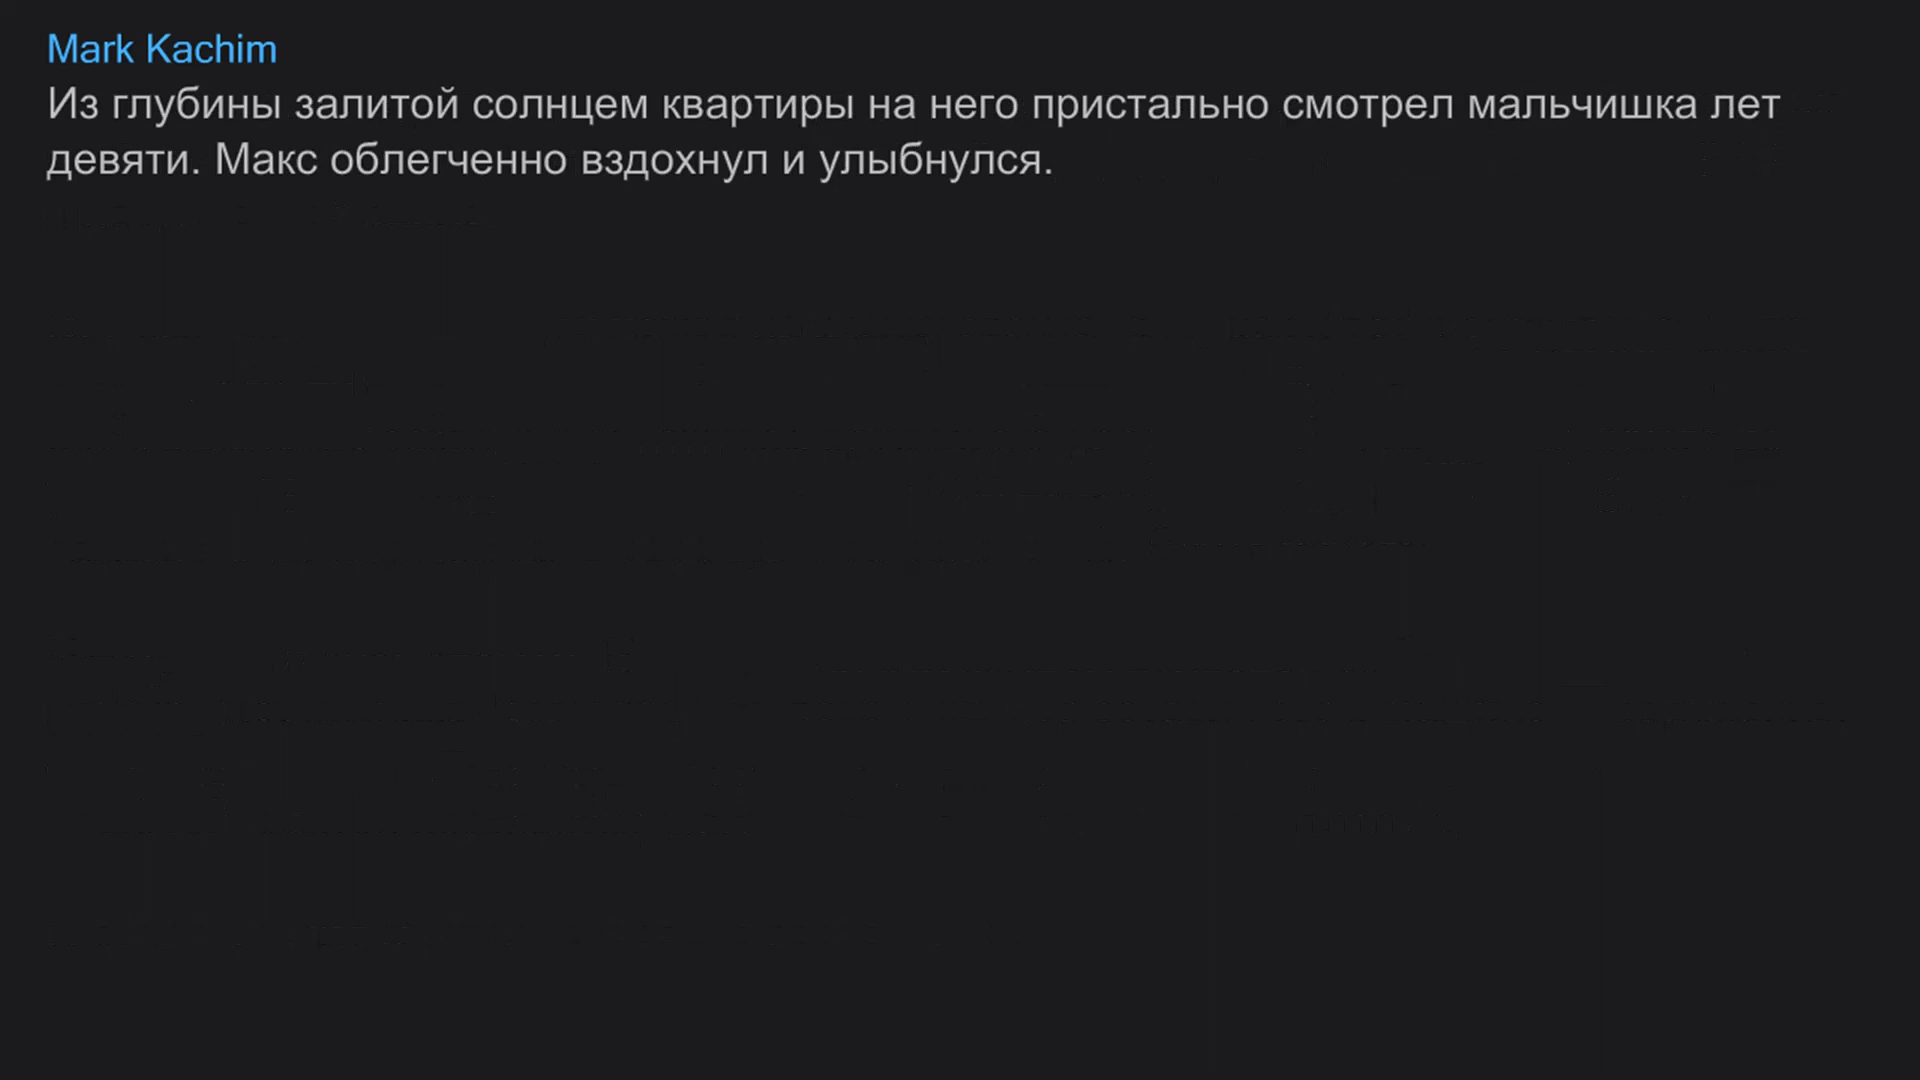 Mark Kachim
Из глубины залитой солнцем квартиры на него пристально смотрел мальчишка лет
девяти. Макс облегченно вздохнул и улыбнулся.